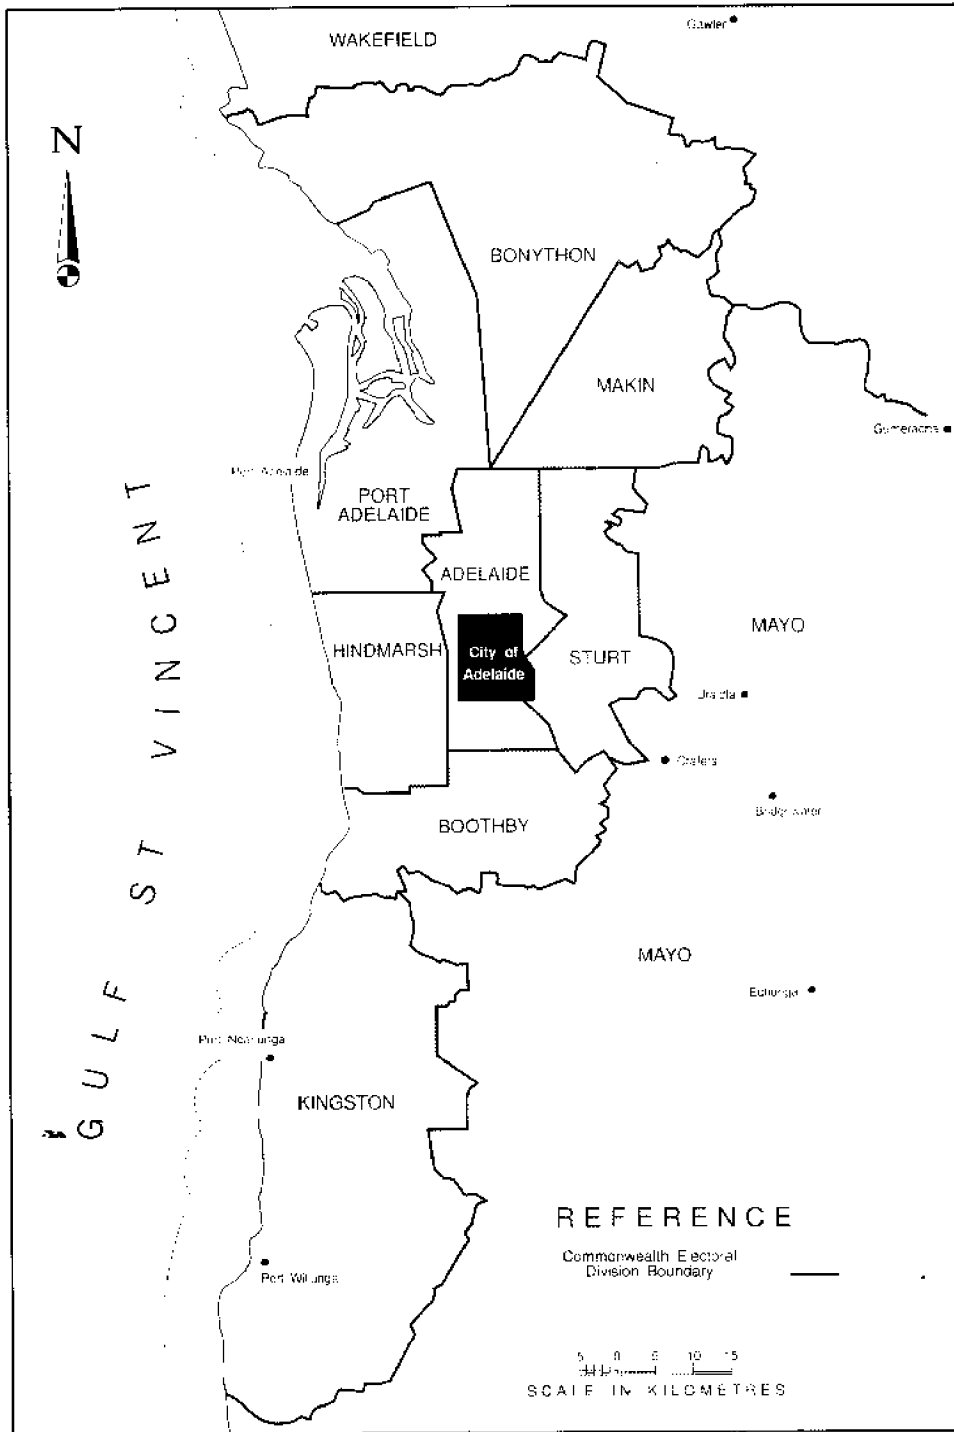 Gawler
WAKEFIELD
N
BONYTHON
MAKIN
Port Adelaide
PORT
ADELAIDE
ADELAIDE
HINDMARSH
City of
Adelaide
STURT
MAYO
Uraidla
Crafers
Bridgewater
BOOTHBY
MAYO
Echunga
GULF ST VINCENT
Port Noarlunga
KINGSTON
Port Willunga
REFERENCE
Commonwealth Electoral
Division Boundary
5 0 5 10 15
SCALE IN KILOMETRES